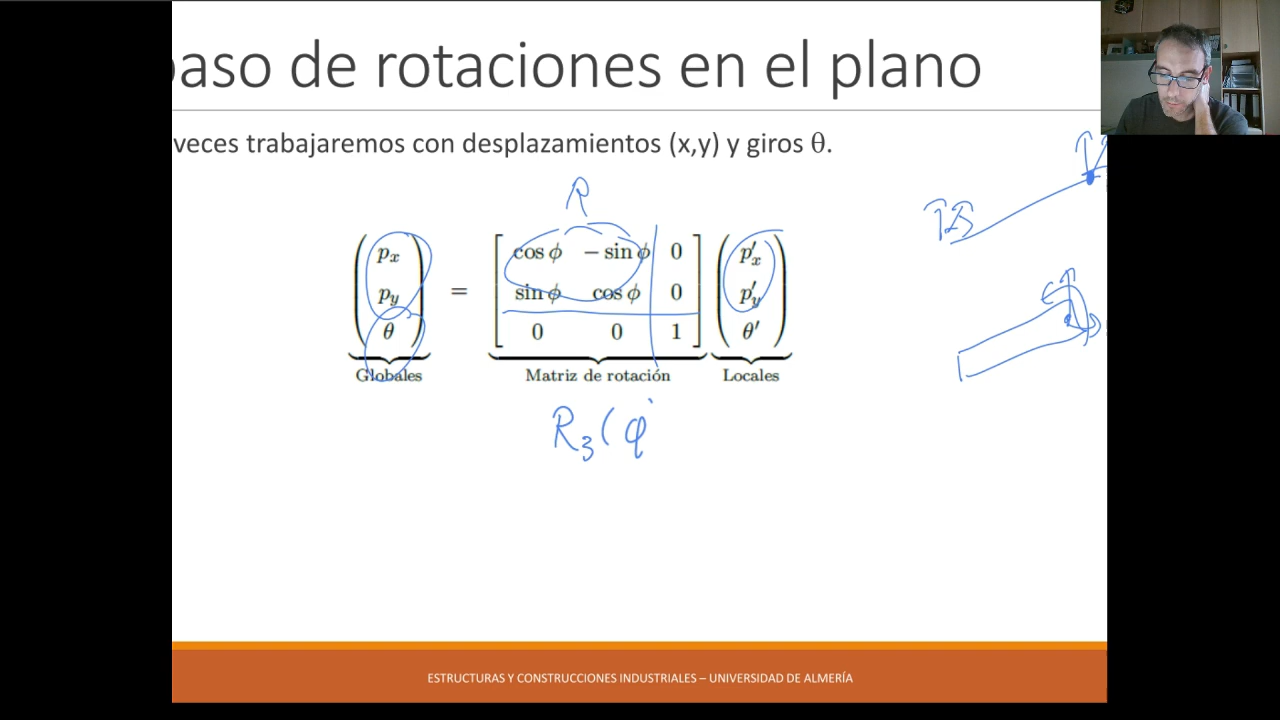 paso de rotaciones en el plano
veces trabajaremos con desplazamientos (x,y) y giros θ.
R
( p_x p_y θ ) = [ cos ϕ − sin ϕ 0
sin ϕ cos ϕ 0
0 0 1 ] ( p′_x p′_y θ′ )
Globales Matriz de rotación Locales
R_3(φ
ESTRUCTURAS Y CONSTRUCCIONES INDUSTRIALES – UNIVERSIDAD DE ALMERÍA